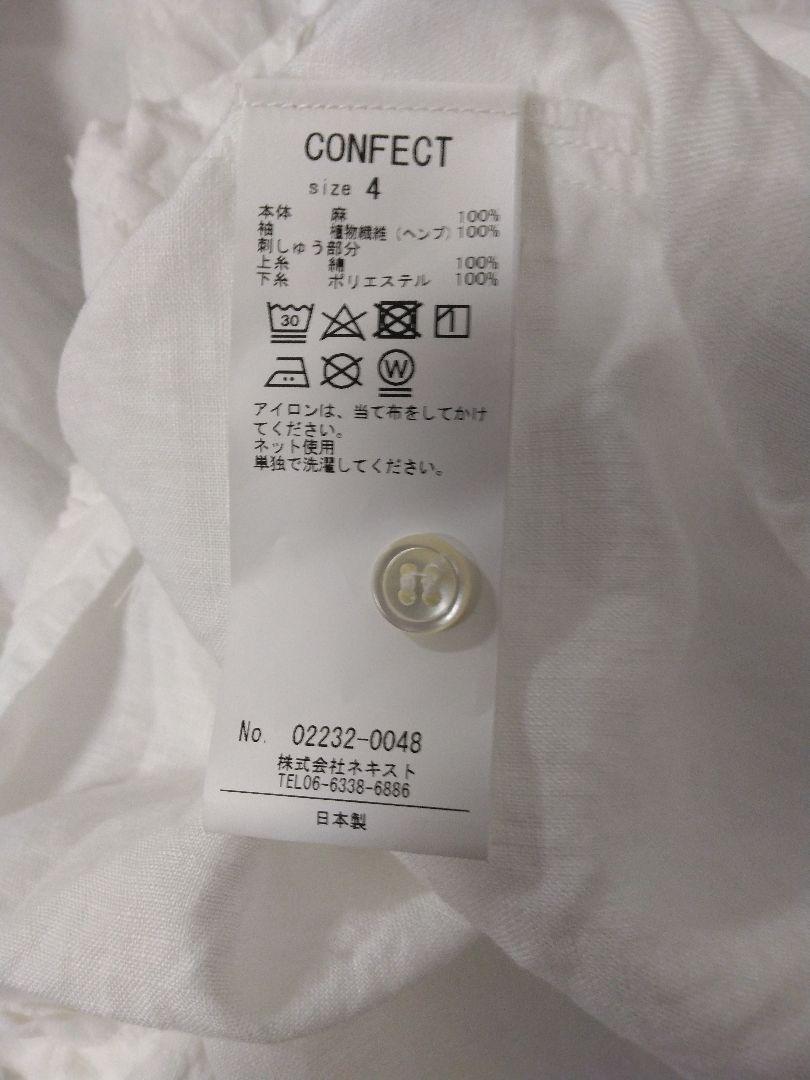 CONFECT
size 4
本体 麻 100%
袖 植物繊維（ヘンプ）100%
刺しゅう部分
上糸 綿 100%
下糸 ポリエステル 100%
30
W
アイロンは、当て布をしてかけ
てください。
ネット使用
単独で洗濯してください。
No. 02232-0048
株式会社ネキスト
TEL06-6338-6886
日本製